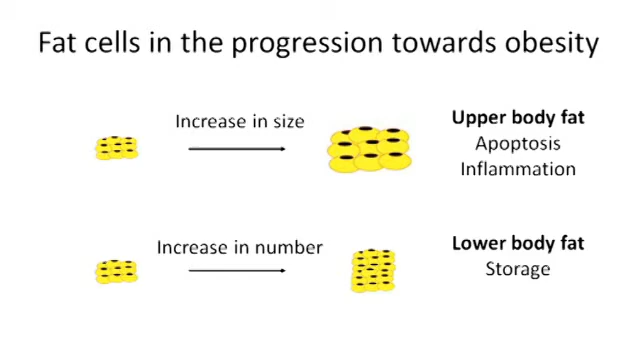 Fat cells in the progression towards obesity
Increase in size
Upper body fat
Apoptosis
Inflammation
Increase in number
Lower body fat
Storage